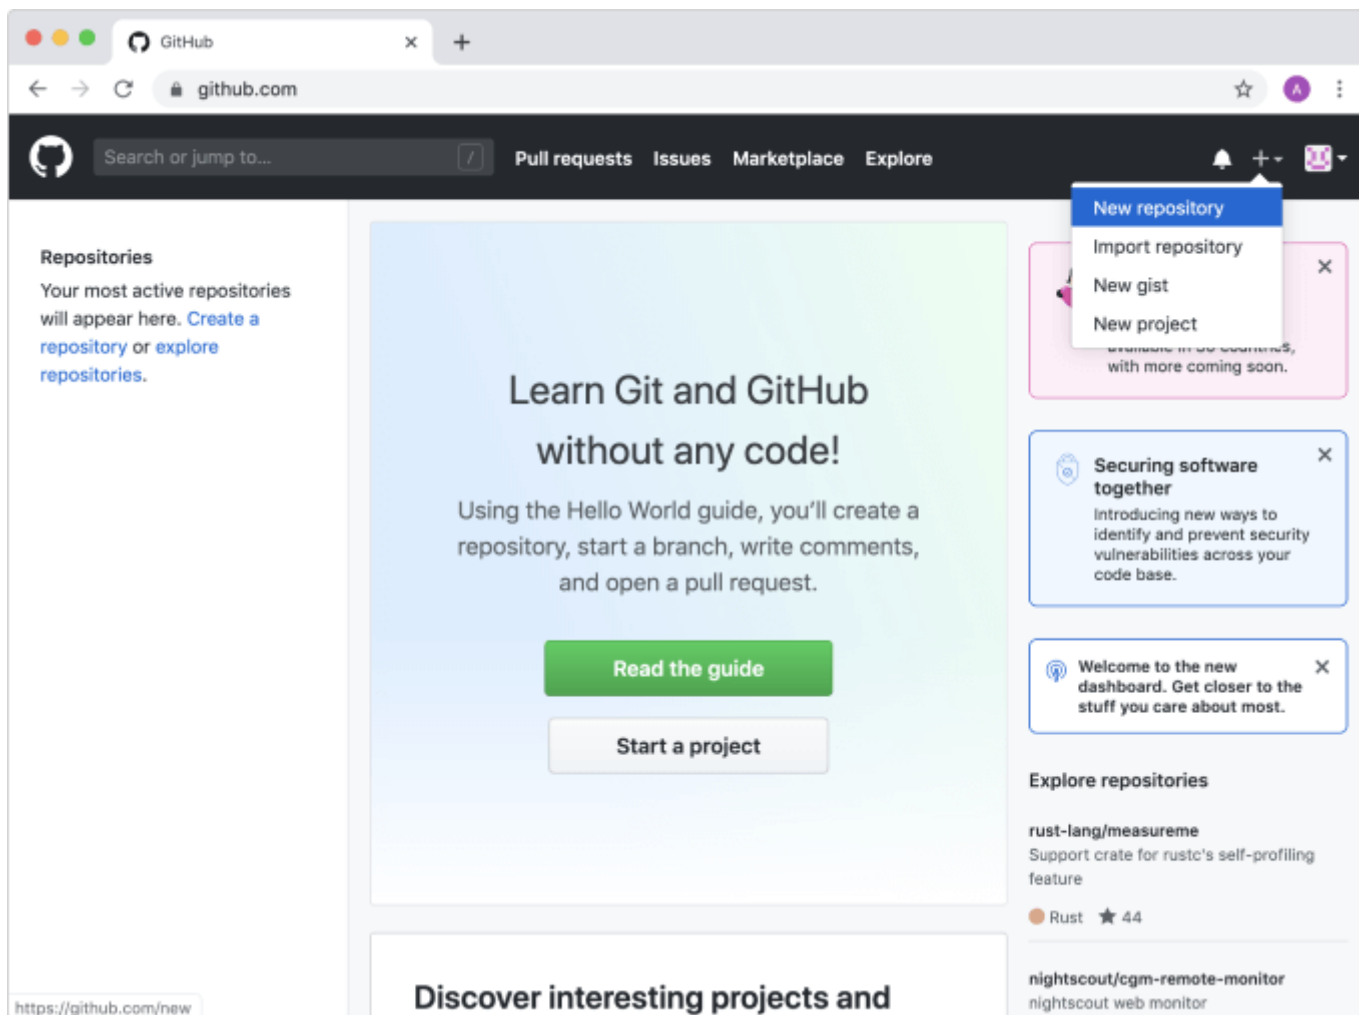 GitHub
github.com
Search or jump to...
/
Pull requests Issues Marketplace Explore
New repository
Import repository
New gist
New project
Repositories
Your most active repositories
will appear here. Create a
repository or explore
repositories.
Learn Git and GitHub
without any code!
Using the Hello World guide, you'll create a
repository, start a branch, write comments,
and open a pull request.
Read the guide
Start a project
Discover interesting projects and
with more coming soon.
Securing software
together
Introducing new ways to
identify and prevent security
vulnerabilities across your
code base.
Welcome to the new
dashboard. Get closer to the
stuff you care about most.
Explore repositories
rust-lang/measureme
Support crate for rustc's self-profiling
feature
Rust 44
nightscout/cgm-remote-monitor
nightscout web monitor
https://github.com/new